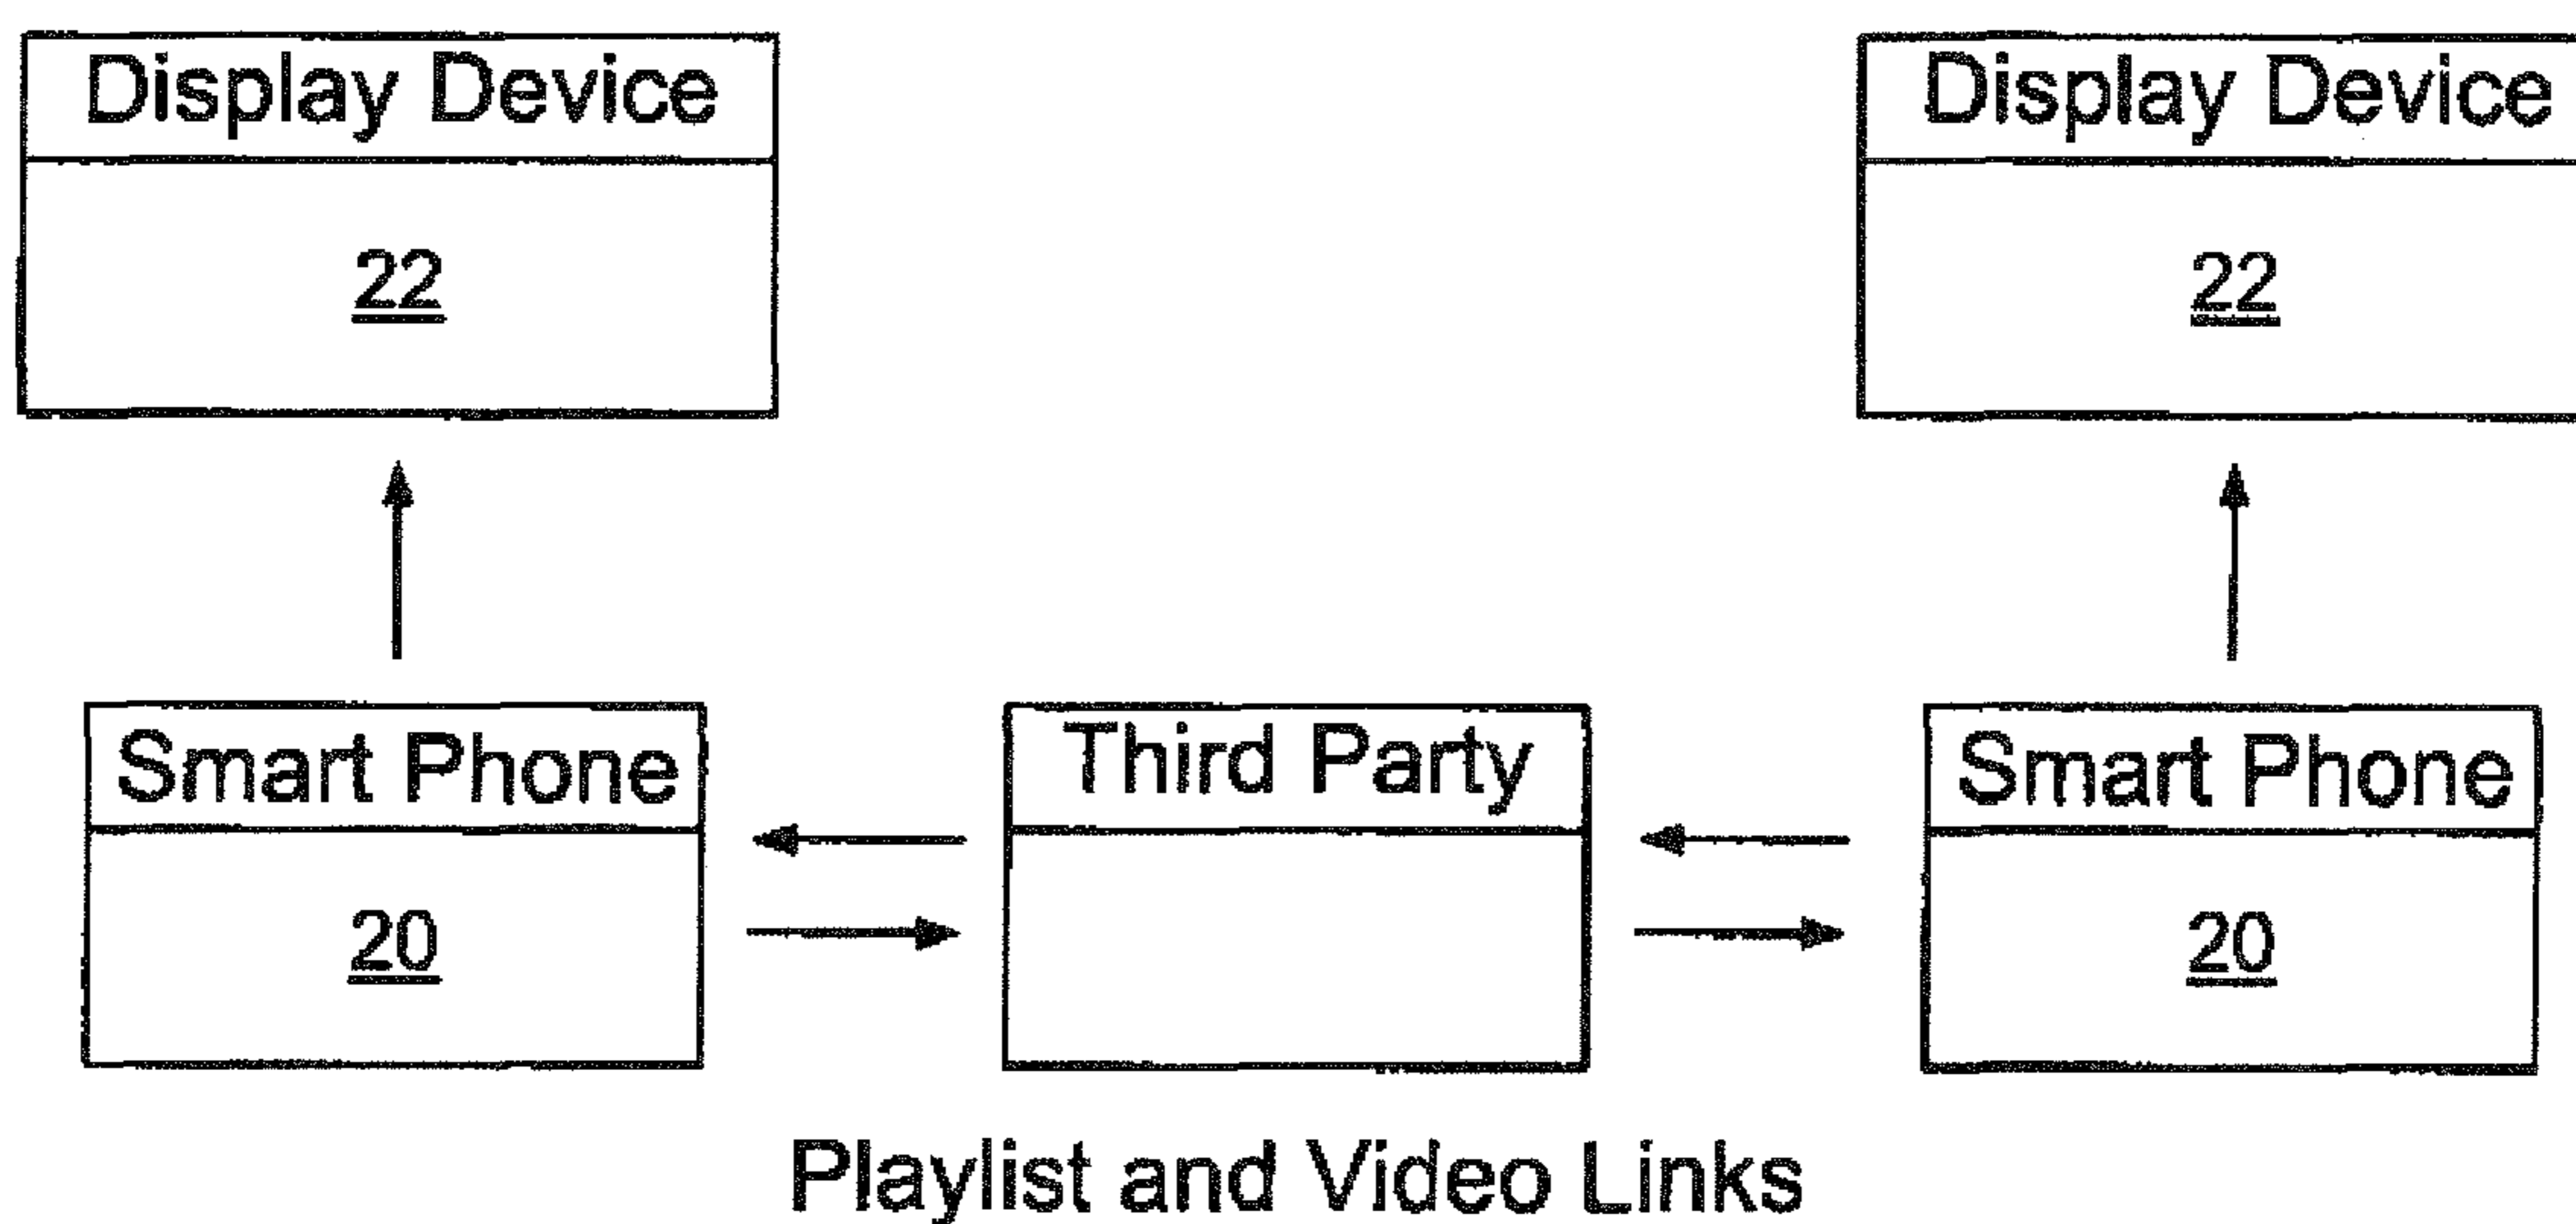 Display Device
Display Device
22
22
Smart Phone
Third Party
Smart Phone
20
20
Playlist and Video Links